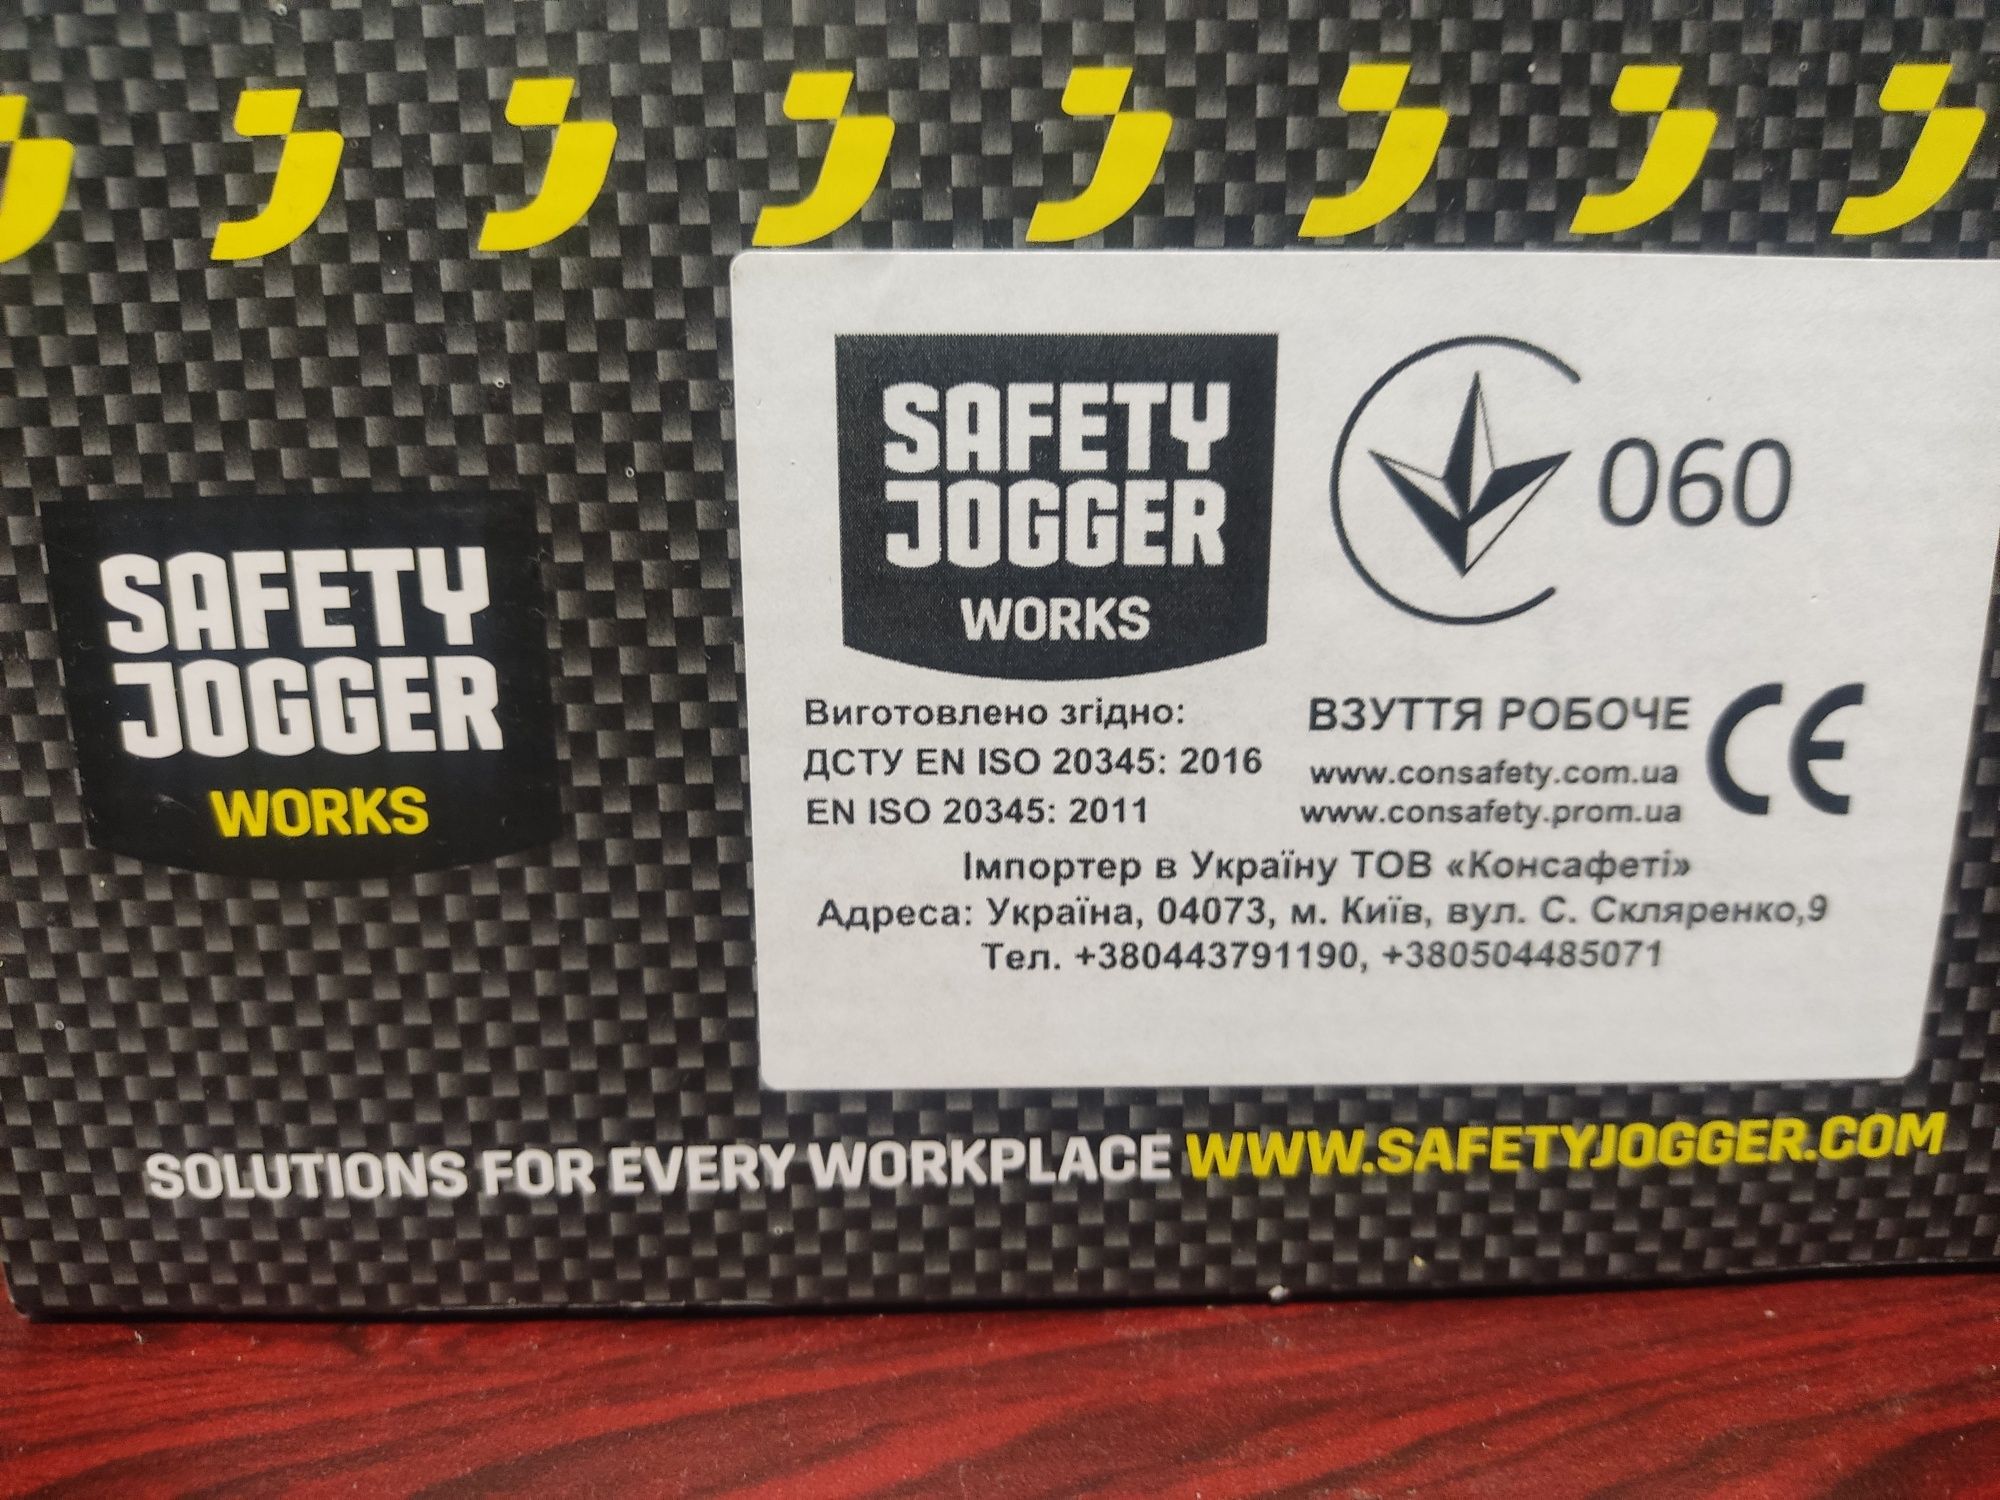 SAFETY
JOGGER
WORKS
SAFETY
JOGGER
WORKS
060
Виготовлено згідно:
ДСТУ EN ISO 20345: 2016
EN ISO 20345: 2011
ВЗУТТЯ РОБОЧЕ
www.consafety.com.ua
www.consafety.prom.ua
CE
Імпортер в Україну ТОВ «Консафеті»
Адреса: Україна, 04073, м. Київ, вул. С. Скляренко,9
Тел. +380443791190, +380504485071
SOLUTIONS FOR EVERY WORKPLACE WWW.SAFETYJOGGER.COM